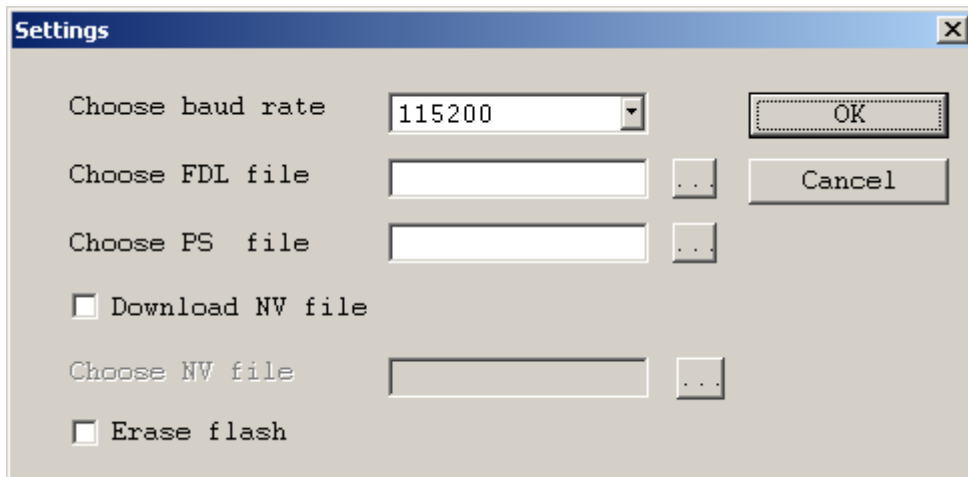 Settings
Choose baud rate 115200 OK
Choose FDL file ... Cancel
Choose PS  file ...
Download NV file
Choose NV file ...
Erase flash